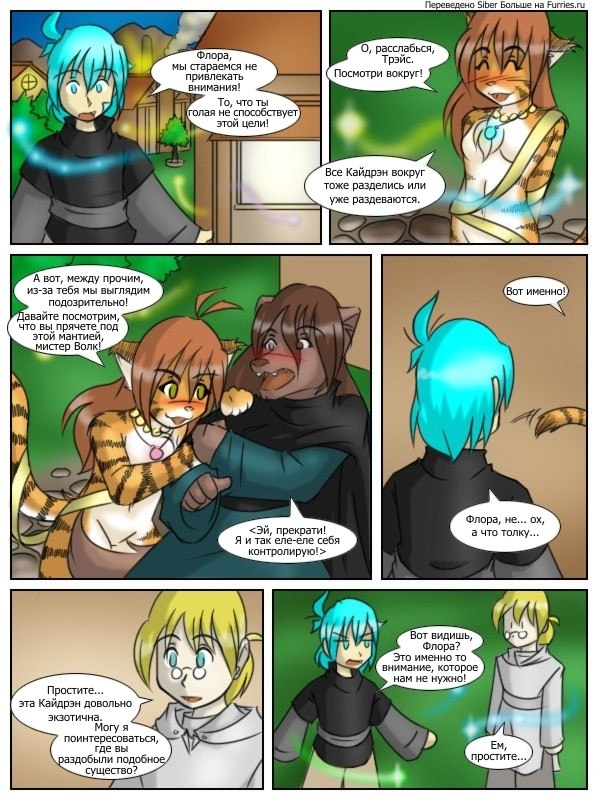 Переведено Siber Больше на Furries.ru
Флора,
мы стараемся не
привлекать
внимания!
То, что ты
голая не способствует
этой цели!
О, расслабься,
Трэйс.
Посмотри вокруг!
Все Кайдрэн вокруг
тоже разделись или
уже раздеваются.
А вот, между прочим,
из-за тебя мы выглядим
подозрительно!
Давайте посмотрим,
что вы прячете под
этой мантией,
мистер Волк!
<Эй, прекрати!
Я и так еле-еле себя
контролирую!>
Вот именно!
Флора, не... ох,
а что толку...
Простите...
эта Кайдрэн довольно
экзотична.
Могу я
поинтересоваться,
где вы
раздобыли подобное
существо?
Вот видишь,
Флора?
Это именно то
внимание, которое
нам не нужно!
Ем,
простите...